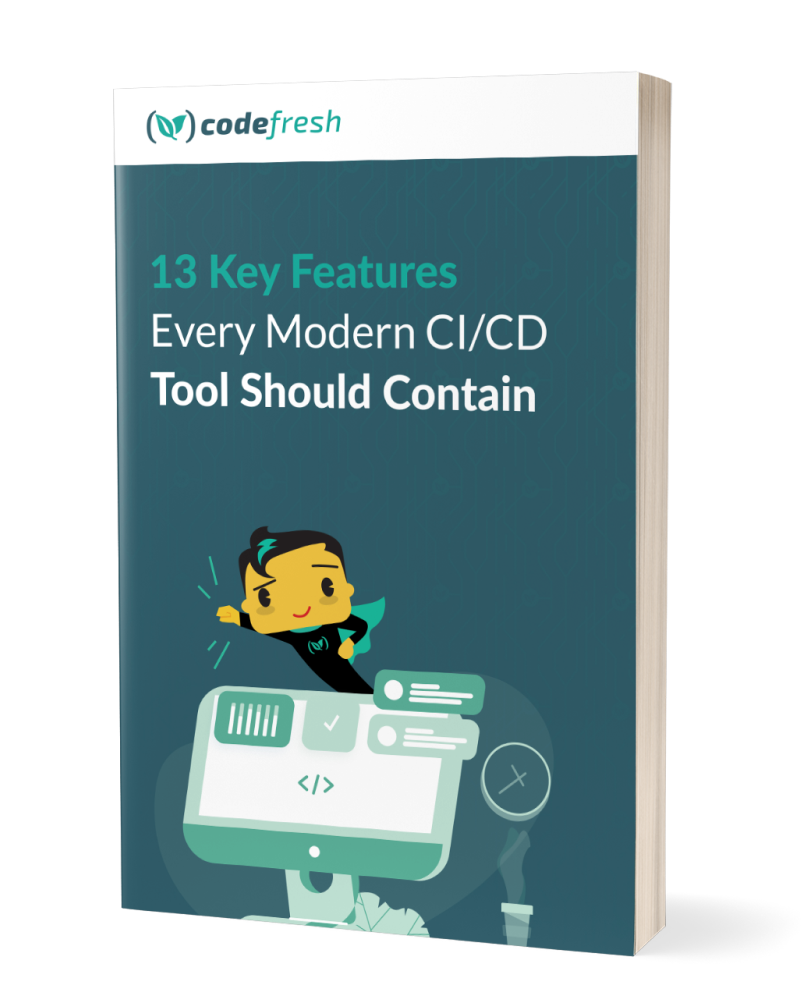 codefresh
13 Key Features
Every Modern CI/CD
Tool Should Contain
</>